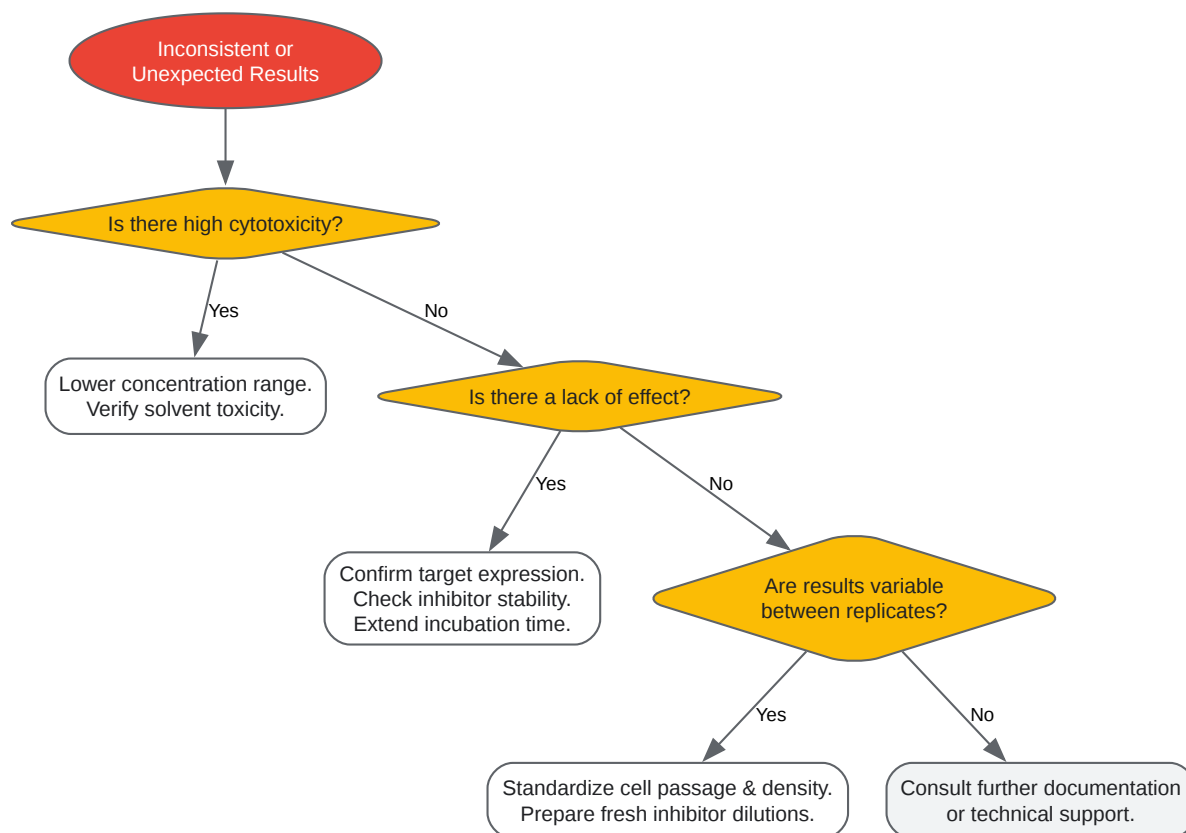 Inconsistent or
Unexpected Results
Is there high cytotoxicity?
Yes
No
Lower concentration range.
Verify solvent toxicity.
Is there a lack of effect?
Yes
No
Confirm target expression.
Check inhibitor stability.
Extend incubation time.
Are results variable
between replicates?
Yes
No
Standardize cell passage & density.
Prepare fresh inhibitor dilutions.
Consult further documentation
or technical support.